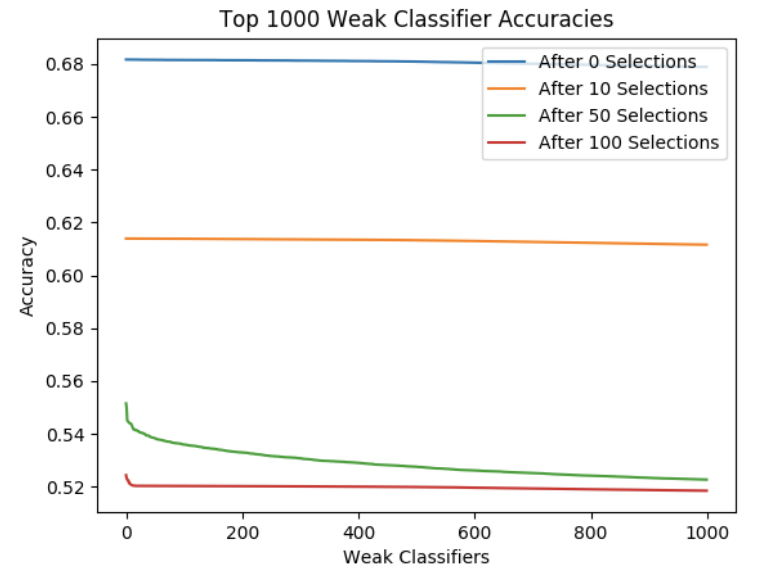 Top 1000 Weak Classifier Accuracies
After 0 Selections
After 10 Selections
After 50 Selections
After 100 Selections
Accuracy
0.68
0.66
0.64
0.62
0.60
0.58
0.56
0.54
0.52
0 200 400 600 800 1000
Weak Classifiers